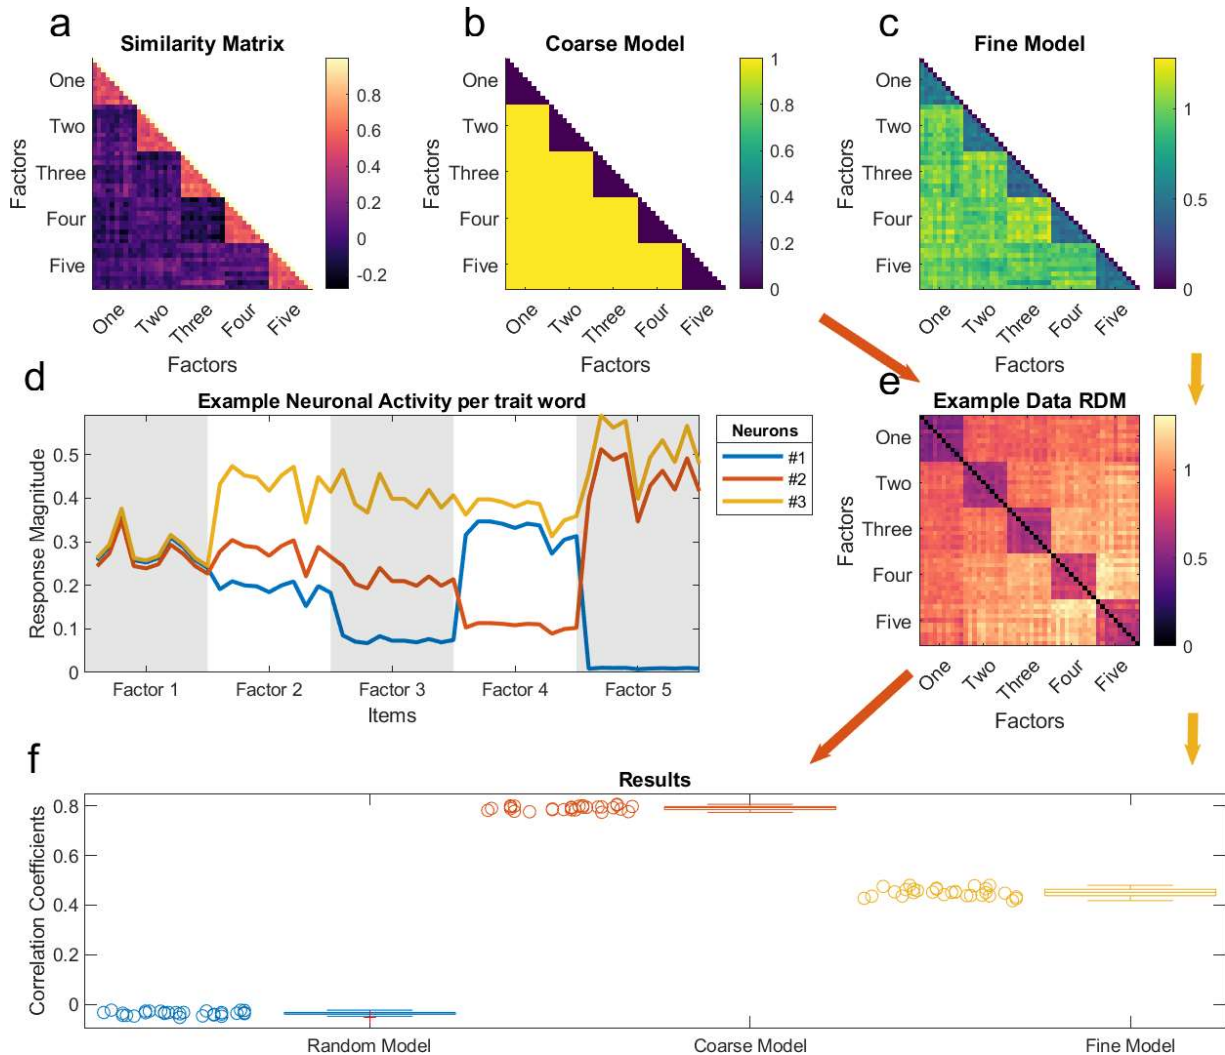 a
Similarity Matrix
One
Two
Three
Four
Five
Factors
0.8
0.6
0.4
0.2
0
-0.2
One
Two
Three
Four
Five
Factors
b
Coarse Model
One
Two
Three
Four
Five
Factors
1
0.8
0.6
0.4
0.2
0
One
Two
Three
Four
Five
Factors
c
Fine Model
One
Two
Three
Four
Five
Factors
1
0.5
0
One
Two
Three
Four
Five
Factors
d
Example Neuronal Activity per trait word
Response Magnitude
0.5
0.4
0.3
0.2
0.1
0
Factor 1
Factor 2
Factor 3
Factor 4
Factor 5
Items
Neurons
#1
#2
#3
e
Example Data RDM
One
Two
Three
Four
Five
Factors
1
0.5
0
One
Two
Three
Four
Five
Factors
f
Results
Correlation Coefficients
0.8
0.6
0.4
0.2
0
Random Model
Coarse Model
Fine Model